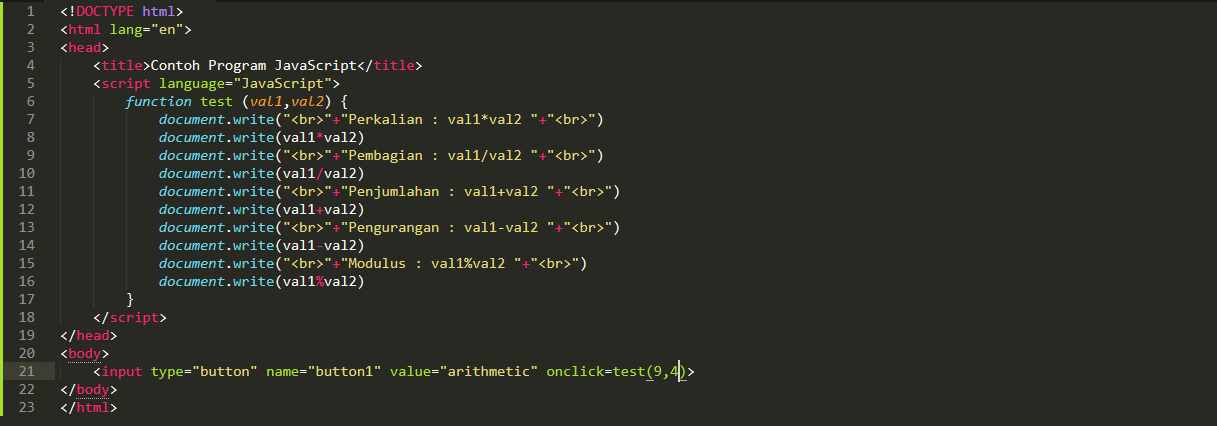 1 <!DOCTYPE html>
2 <html lang="en">
3 <head>
4     <title>Contoh Program JavaScript</title>
5     <script language="JavaScript">
6         function test (val1,val2) {
7             document.write("<br>"+"Perkalian : val1*val2 "+"<br>")
8             document.write(val1*val2)
9             document.write("<br>"+"Pembagian : val1/val2 "+"<br>")
10             document.write(val1/val2)
11             document.write("<br>"+"Penjumlahan : val1+val2 "+"<br>")
12             document.write(val1+val2)
13             document.write("<br>"+"Pengurangan : val1-val2 "+"<br>")
14             document.write(val1-val2)
15             document.write("<br>"+"Modulus : val1%val2 "+"<br>")
16             document.write(val1%val2)
17         }
18     </script>
19 </head>
20 <body>
21     <input type="button" name="button1" value="arithmetic" onclick=test(9,4)>
22 </body>
23 </html>